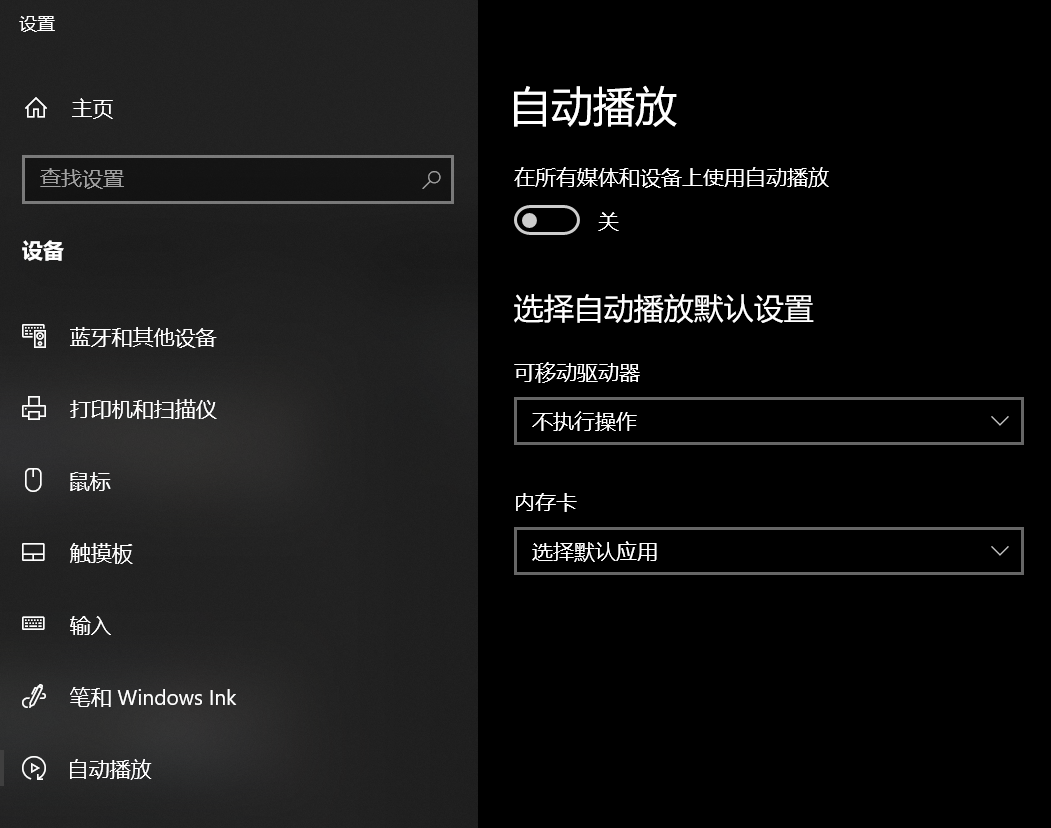 设置
主页
查找设置
设备
蓝牙和其他设备
打印机和扫描仪
鼠标
触摸板
输入
笔和 Windows Ink
自动播放
自动播放
在所有媒体和设备上使用自动播放
关
选择自动播放默认设置
可移动驱动器
不执行操作
内存卡
选择默认应用